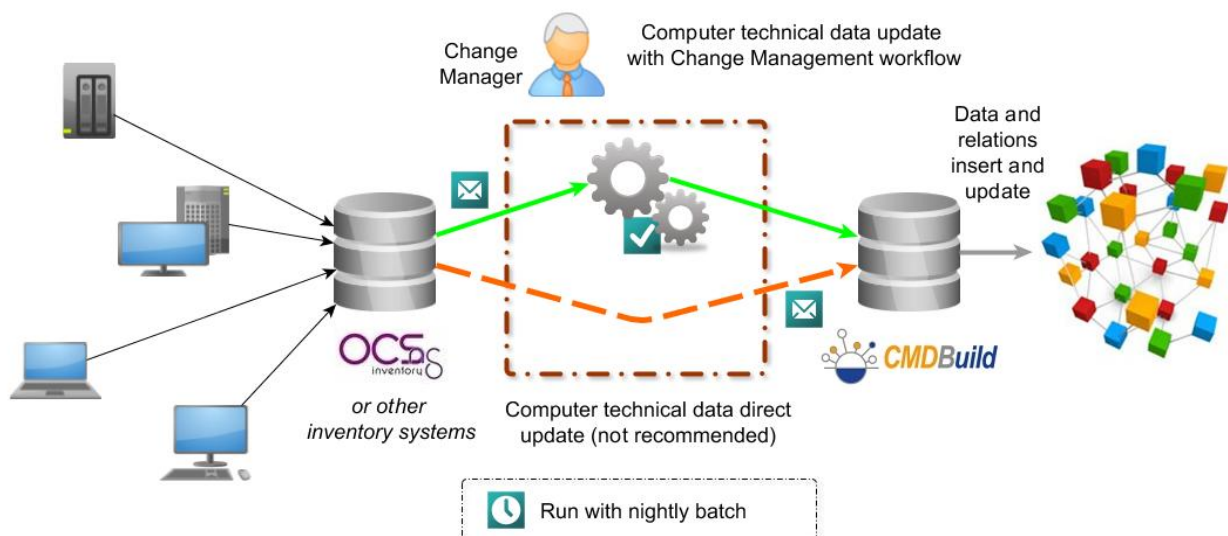 Change
Manager
Computer technical data update
with Change Management workflow
Data and
relations
insert and
update
OCSng
inventory
or other
inventory systems
CMDBuild
Computer technical data direct
update (not recommended)
Run with nightly batch